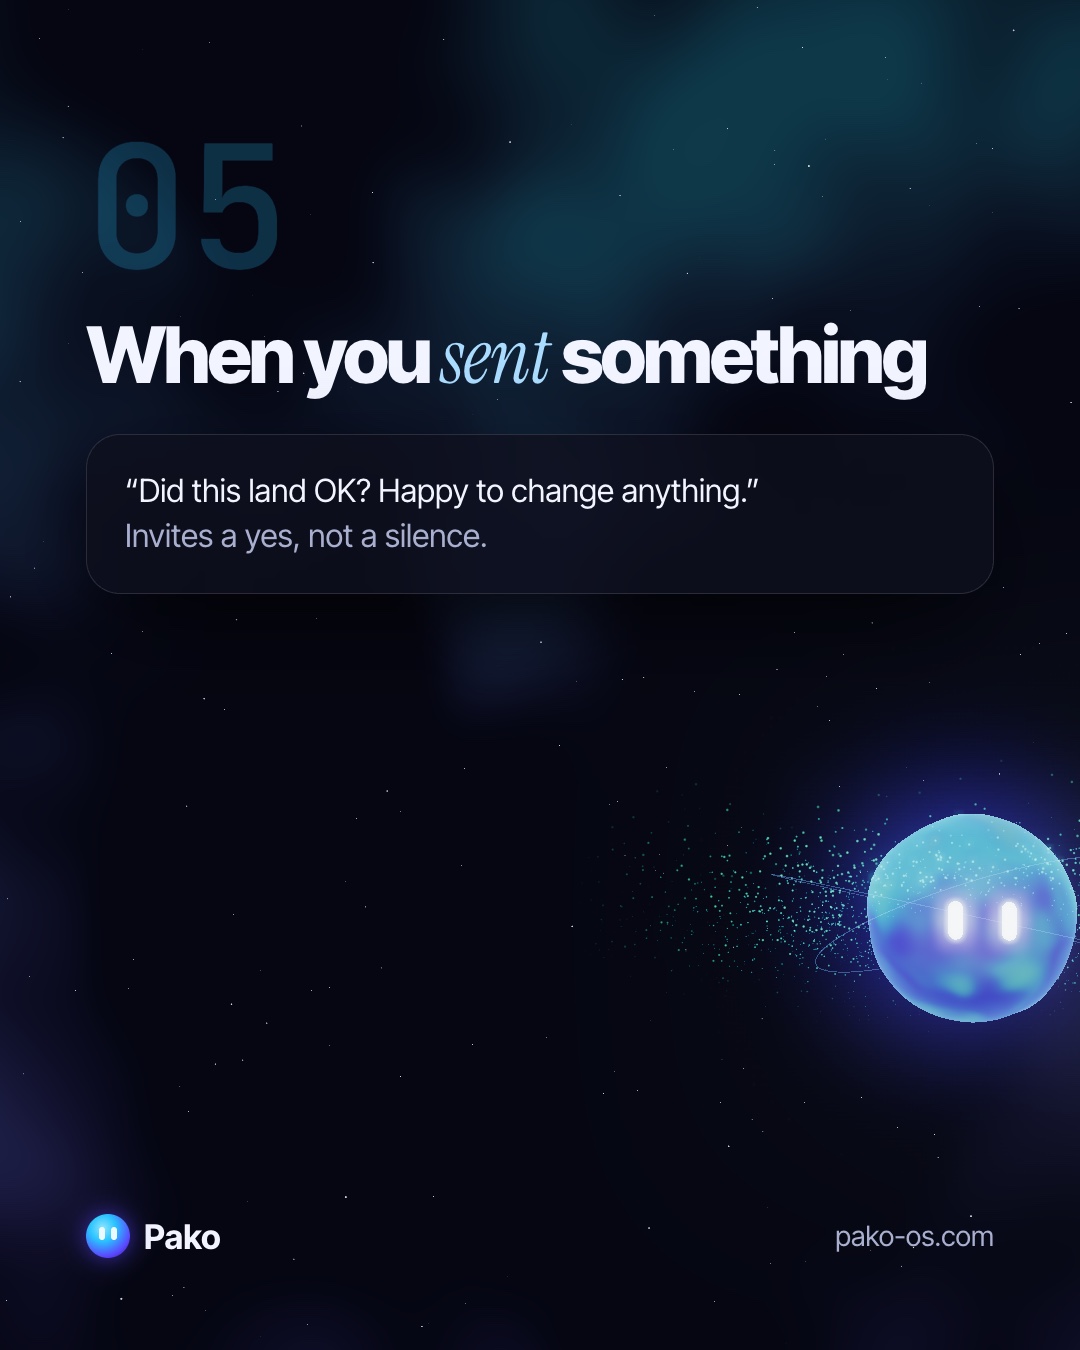 05
When you sent something
“Did this land OK? Happy to change anything.”
Invites a yes, not a silence.
Pako
pako-os.com